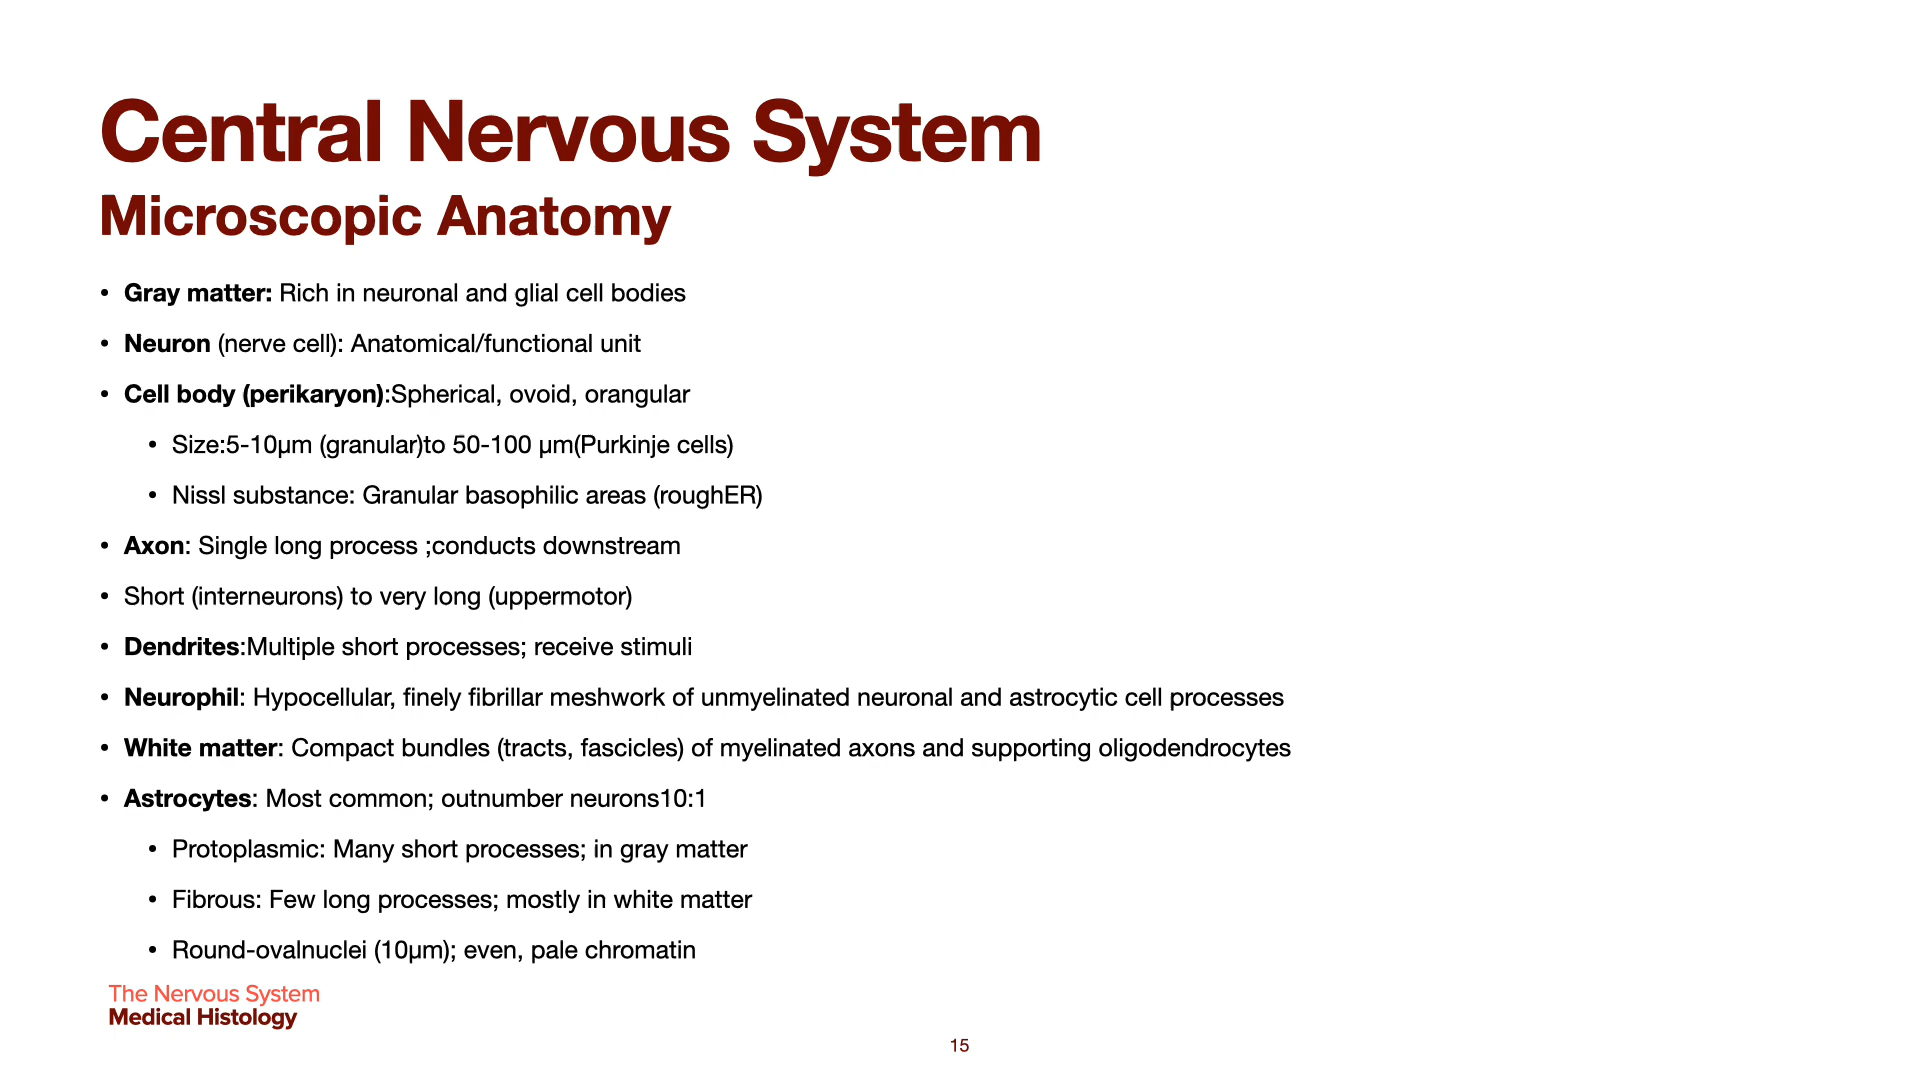 Central Nervous System
Microscopic Anatomy
• Gray matter: Rich in neuronal and glial cell bodies
• Neuron (nerve cell): Anatomical/functional unit
• Cell body (perikaryon):Spherical, ovoid, orangular
• Size:5-10µm (granular)to 50-100 µm(Purkinje cells)
• Nissl substance: Granular basophilic areas (roughER)
• Axon: Single long process ;conducts downstream
• Short (interneurons) to very long (uppermotor)
• Dendrites:Multiple short processes; receive stimuli
• Neurophil: Hypocellular, finely fibrillar meshwork of unmyelinated neuronal and astrocytic cell processes
• White matter: Compact bundles (tracts, fascicles) of myelinated axons and supporting oligodendrocytes
• Astrocytes: Most common; outnumber neurons10:1
• Protoplasmic: Many short processes; in gray matter
• Fibrous: Few long processes; mostly in white matter
• Round-ovalnuclei (10µm); even, pale chromatin
The Nervous System
Medical Histology
15